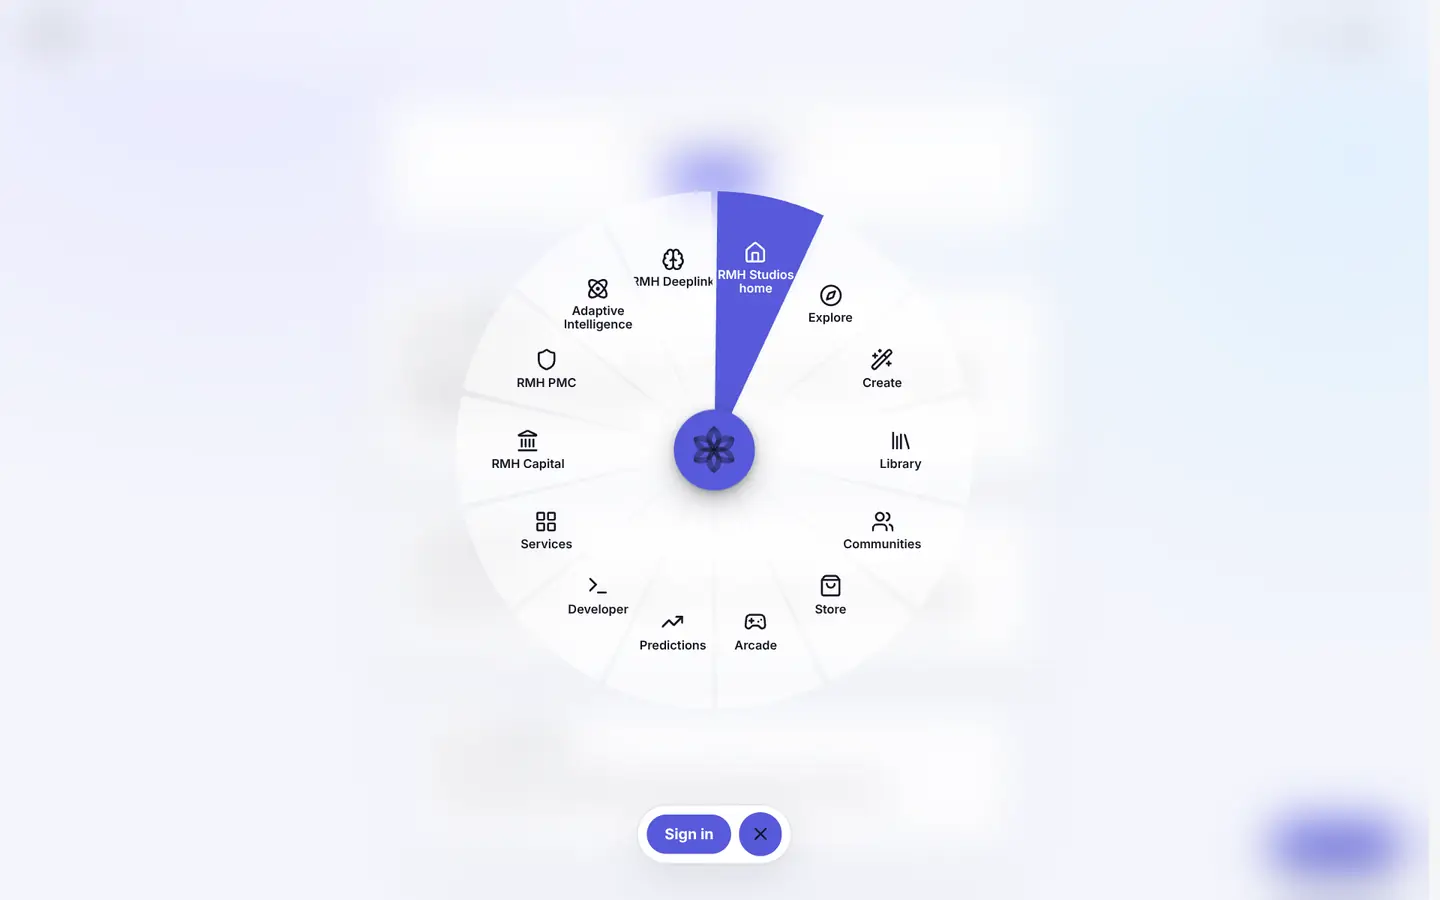 RMH Studios
home
Explore
Create
Library
Communities
Store
Arcade
Predictions
Developer
Services
RMH Capital
RMH PMC
Adaptive
Intelligence
RMH Deeplink
Sign in